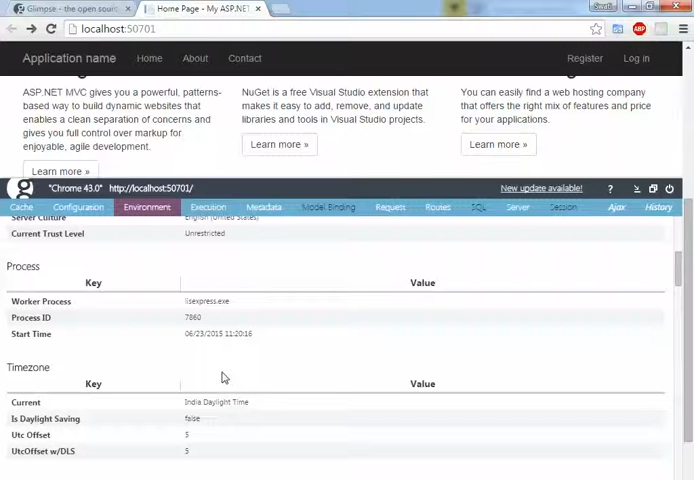 Glimpse - the open sour
Home Page - My ASP.NET
Swati
localhost:50701
ABP
Application name Home About Contact Register Log in
ASP.NET MVC gives you a powerful, patterns-
based way to build dynamic websites that
enables a clean separation of concerns and
gives you full control over markup for
enjoyable, agile development.
Learn more »
NuGet is a free Visual Studio extension that
makes it easy to add, remove, and update
libraries and tools in Visual Studio projects.
Learn more »
You can easily find a web hosting company
that offers the right mix of features and price
for your applications.
Learn more »
g "Chrome 43.0" http://localhost:50701/ New update available! ?
Cache Configuration Environment Execution Metadata Model Binding Request Routes SQL Server Session Ajax History
Server Culture English (United States)
Current Trust Level Unrestricted
Process
Key Value
Worker Process iisexpress.exe
Process ID 7860
Start Time 06/23/2015 11:20:16
Timezone
Key Value
Current India Daylight Time
Is Daylight Saving false
Utc Offset 5
UtcOffset w/DLS 5